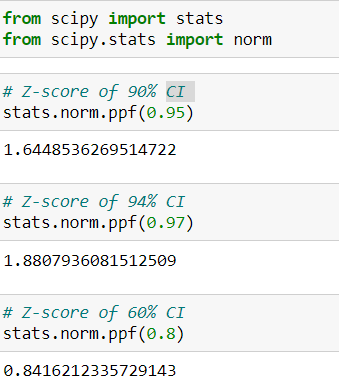 from scipy import stats
from scipy.stats import norm
# Z-score of 90% CI
stats.norm.ppf(0.95)
1.6448536269514722
# Z-score of 94% CI
stats.norm.ppf(0.97)
1.8807936081512509
# Z-score of 60% CI
stats.norm.ppf(0.8)
0.8416212335729143